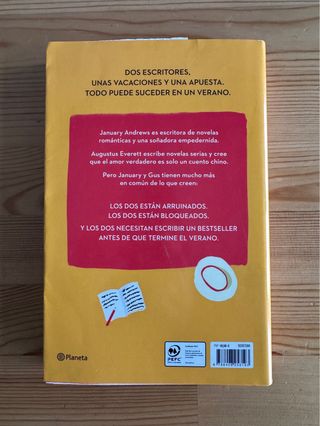 DOS ESCRITORES,
UNAS VACACIONES Y UNA APUESTA.
TODO PUEDE SUCEDER EN UN VERANO.
January Andrews es escritora de novelas
románticas y una soñadora empedernida.
Augustus Everett escribe novelas serias y cree
que el amor verdadero es solo un cuento chino.
Pero January y Gus tienen mucho más
en común de lo que creen:
LOS DOS ESTÁN ARRUINADOS.
LOS DOS ESTÁN BLOQUEADOS.
Y LOS DOS NECESITAN ESCRIBIR UN BESTSELLER
ANTES DE QUE TERMINE EL VERANO.
Planeta
PEFC